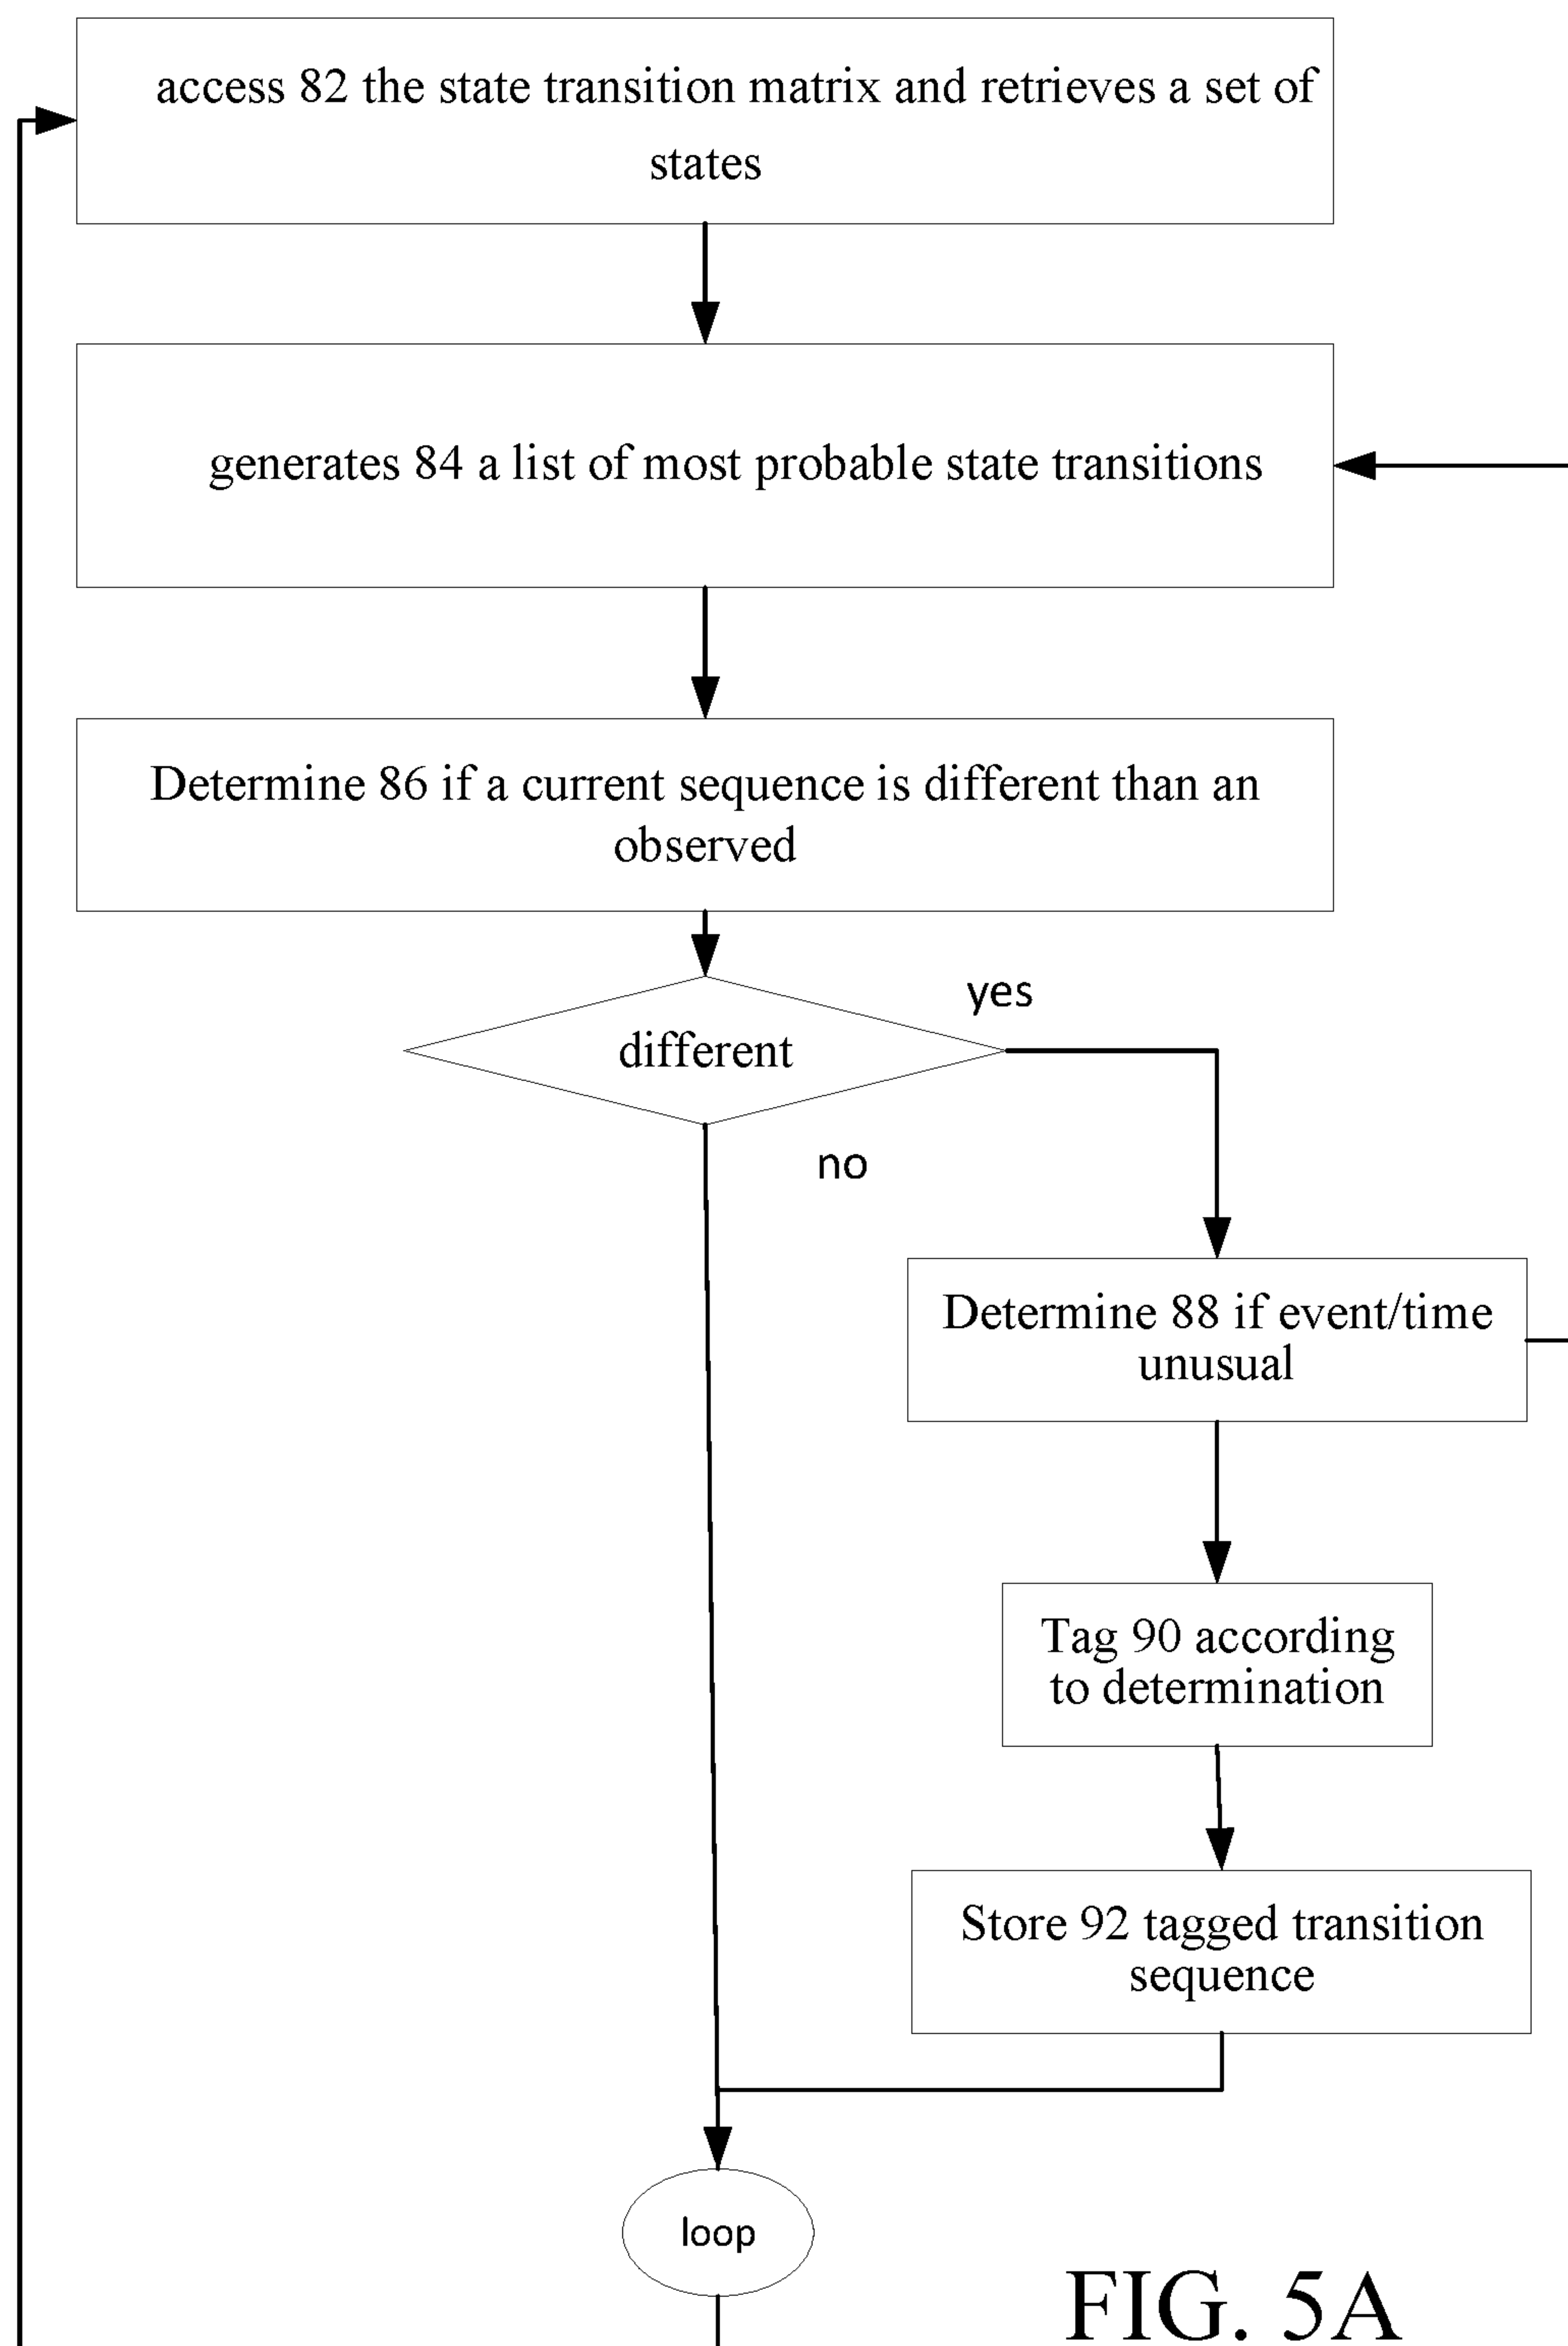 access 82 the state transition matrix and retrieves a set of
states
generates 84 a list of most probable state transitions
Determine 86 if a current sequence is different than an
observed
different
yes
no
Determine 88 if event/time
unusual
Tag 90 according
to determination
Store 92 tagged transition
sequence
loop
FIG. 5A